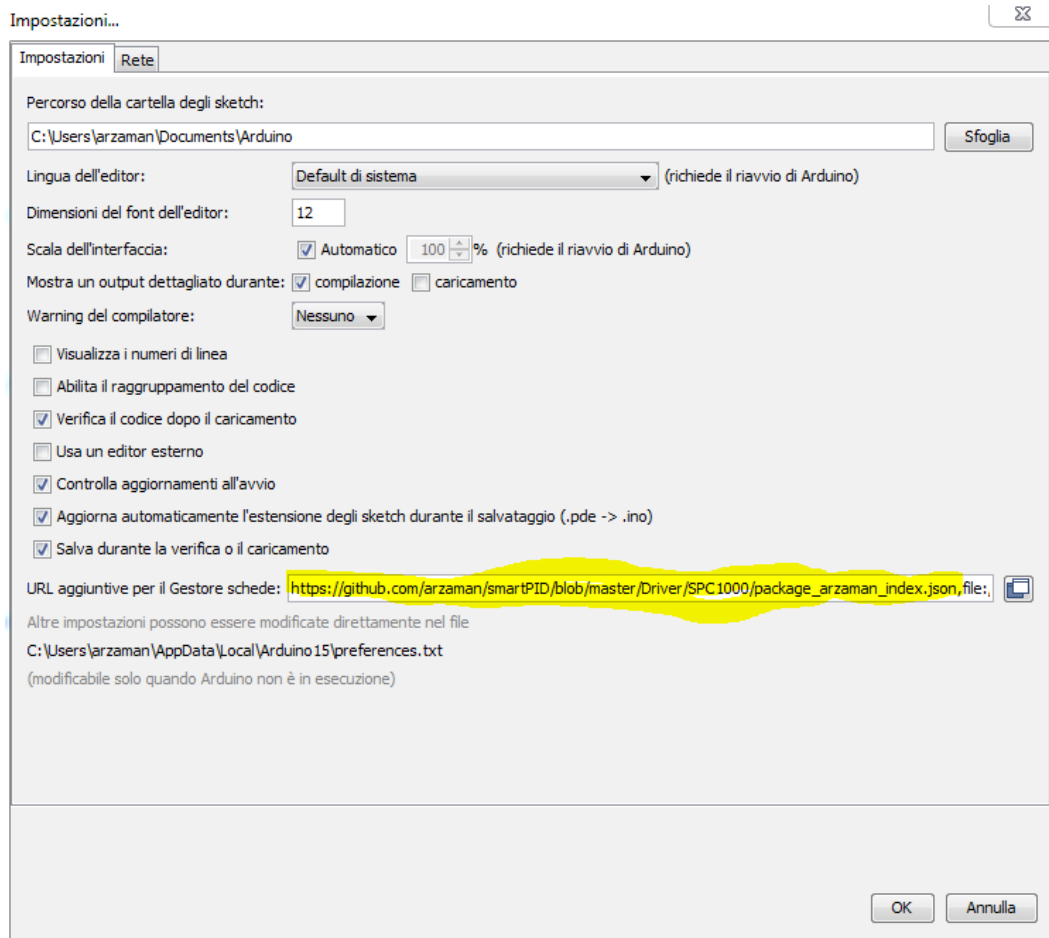 Impostazioni...
Impostazioni Rete
Percorso della cartella degli sketch:
C:\Users\arzaman\Documents\Arduino Sfoglia
Lingua dell'editor: Default di sistema (richiede il riavvio di Arduino)
Dimensioni del font dell'editor: 12
Scala dell'interfaccia: Automatico 100 % (richiede il riavvio di Arduino)
Mostra un output dettagliato durante: compilazione caricamento
Warning del compilatore: Nessuno
Visualizza i numeri di linea
Abilita il raggruppamento del codice
Verifica il codice dopo il caricamento
Usa un editor esterno
Controlla aggiornamenti all'avvio
Aggiorna automaticamente l'estensione degli sketch durante il salvataggio (.pde -> .ino)
Salva durante la verifica o il caricamento
URL aggiuntive per il Gestore schede: https://github.com/arzaman/smartPID/blob/master/Driver/SPC1000/package_arzaman_index.json,file:,
Altre impostazioni possono essere modificate direttamente nel file
C:\Users\arzaman\AppData\Local\Arduino15\preferences.txt
(modificabile solo quando Arduino non è in esecuzione)
OK Annulla